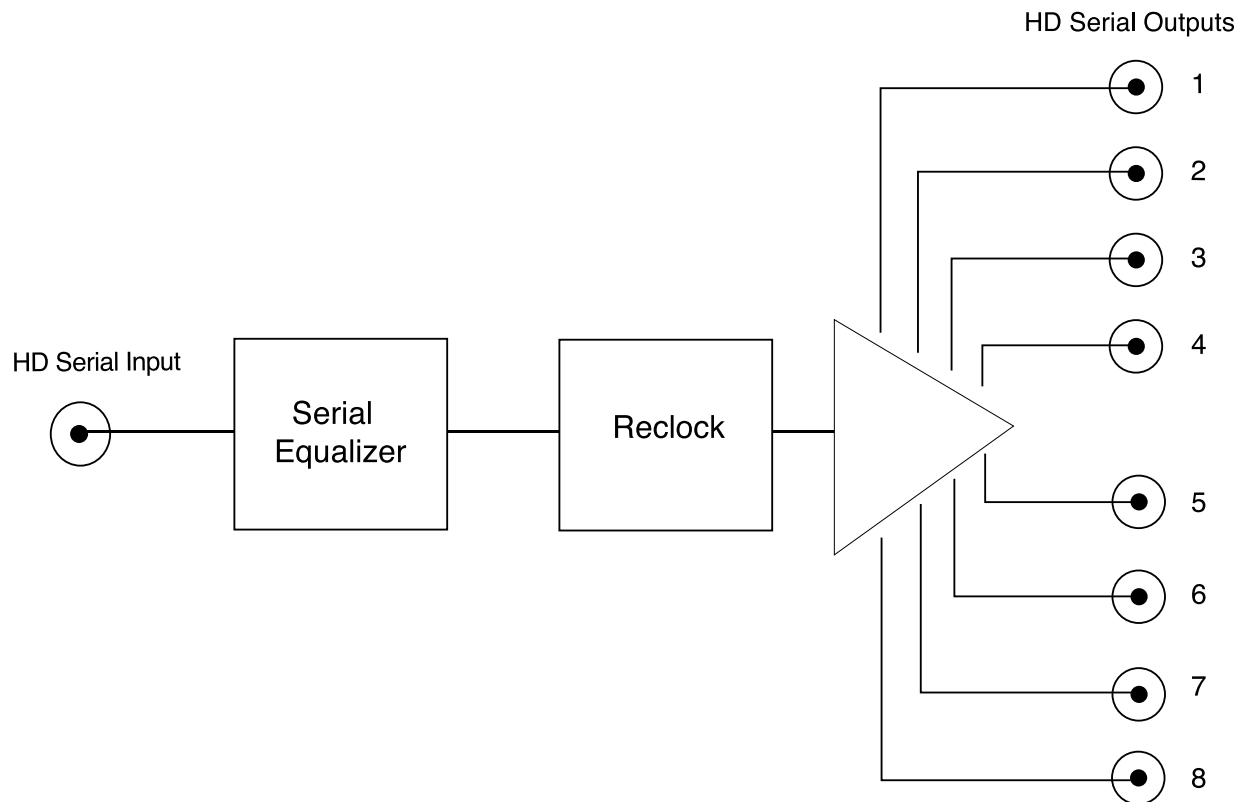 HD Serial Outputs
1
2
3
4
HD Serial Input
Serial
Equalizer
Reclock
5
6
7
8